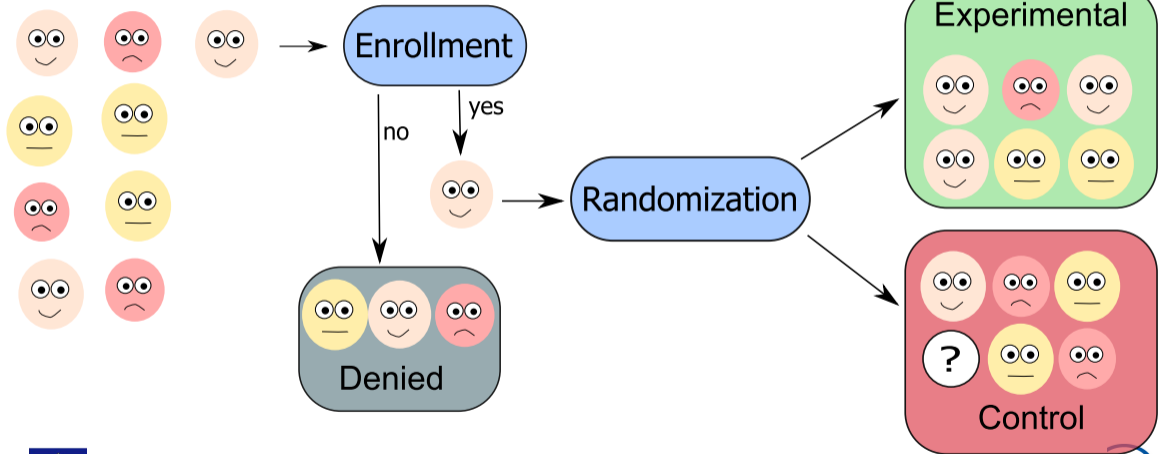 Enrollment
yes
no
Randomization
Denied
Experimental
?
Control